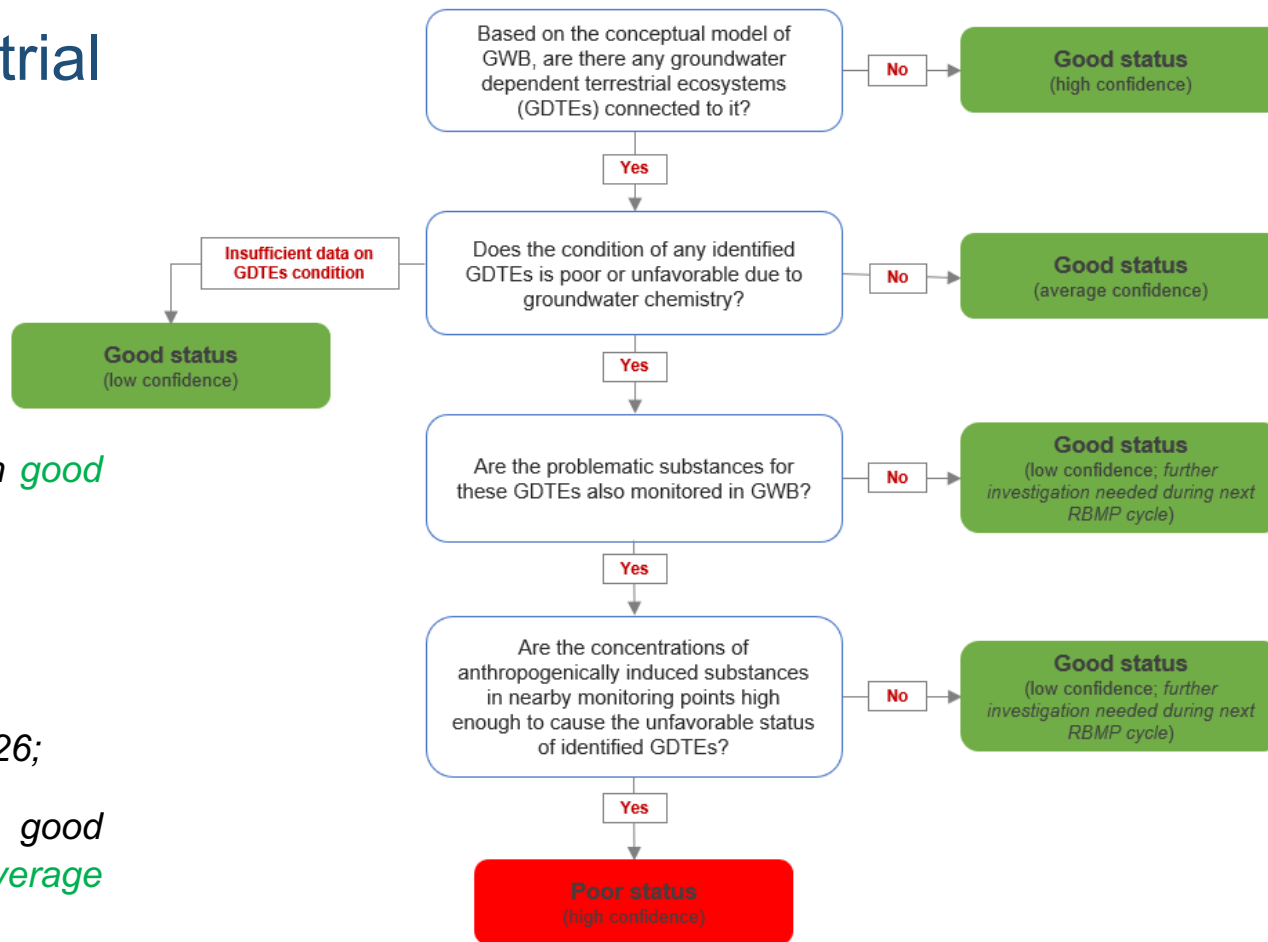 trial
Based on the conceptual model of
GWB, are there any groundwater
dependent terrestrial ecosystems
(GDTEs) connected to it?
No
Good status
(high confidence)
Yes
Does the condition of any identified
GDTEs is poor or unfavorable due to
groundwater chemistry?
Insufficient data on
GDTEs condition
Good status
(low confidence)
No
Good status
(average confidence)
Yes
Are the problematic substances for
these GDTEs also monitored in GWB?
No
Good status
(low confidence; further
investigation needed during next
RBMP cycle)
good
Yes
Are the concentrations of
anthropogenically induced substances
in nearby monitoring points high
enough to cause the unfavorable status
of identified GDTEs?
No
Good status
(low confidence; further
investigation needed during next
RBMP cycle)
26;
good
verage
Yes
Poor status
(high confidence)